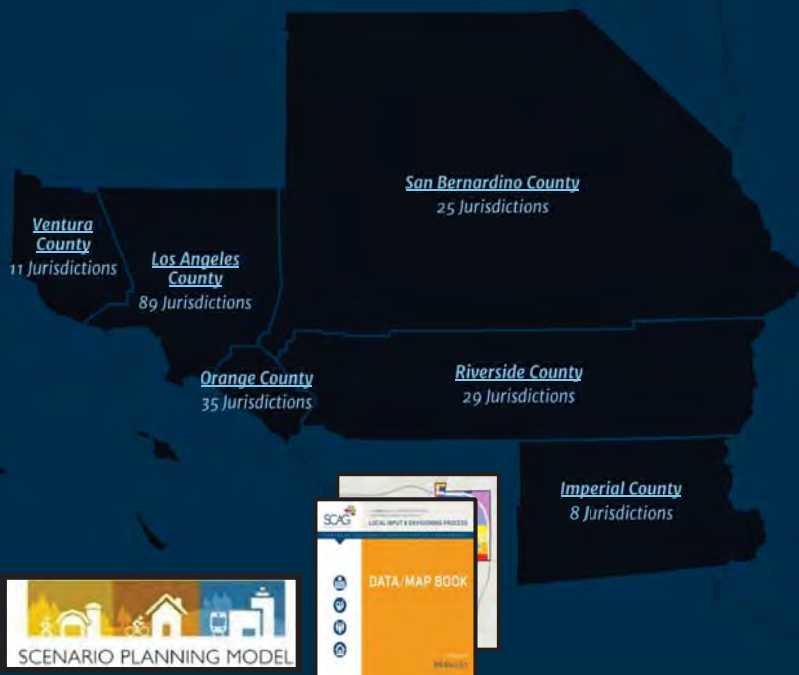 San Bernardino County
25 Jurisdictions
Ventura
County
11 Jurisdictions
Los Angeles
County
89 Jurisdictions
Orange County
35 Jurisdictions
Riverside County
29 Jurisdictions
Imperial County
8 Jurisdictions
SCAG
LOCAL INPUT & ENVISIONING PROCESS
DATA/MAP BOOK
SCENARIO PLANNING MODEL